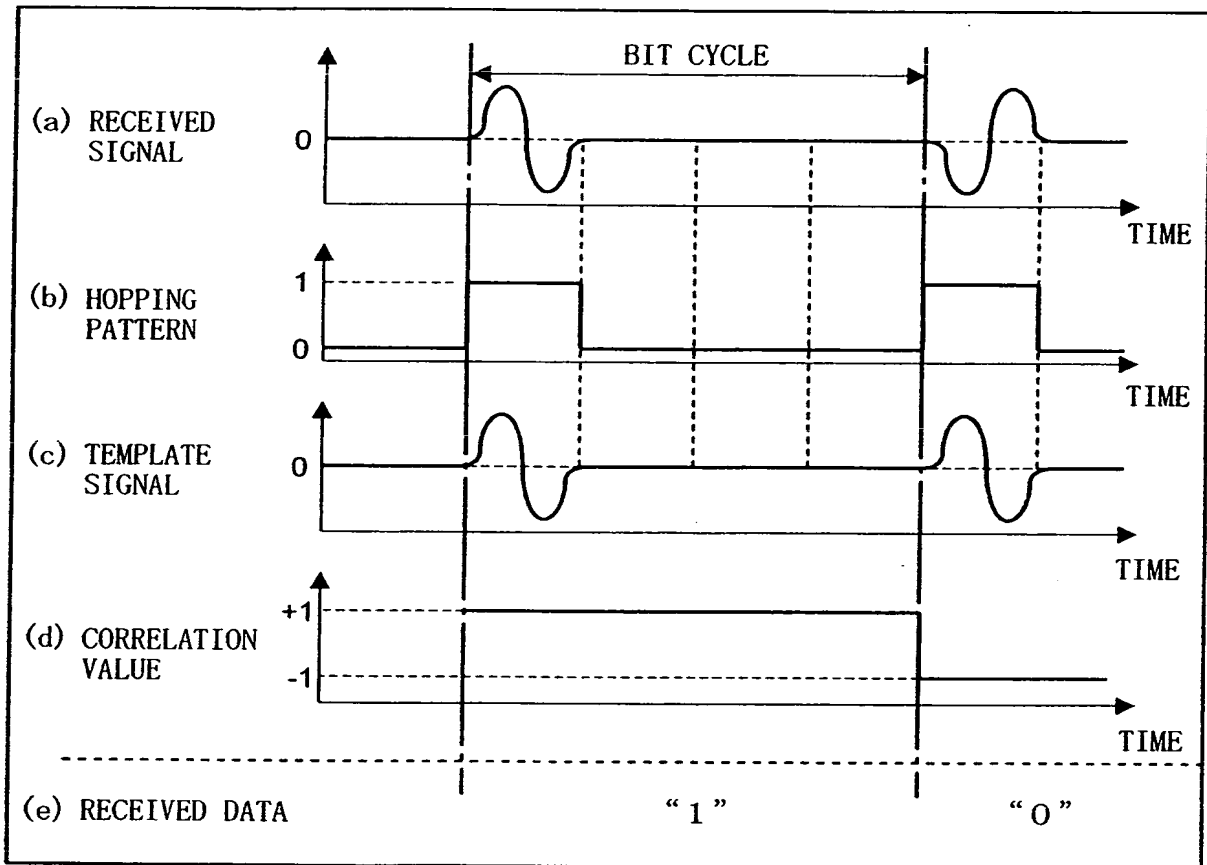 BIT CYCLE
(a) RECEIVED
SIGNAL
0
TIME
(b) HOPPING
PATTERN
1
0
TIME
(c) TEMPLATE
SIGNAL
0
TIME
(d) CORRELATION
VALUE
+1
-1
TIME
(e) RECEIVED DATA “1” “0”